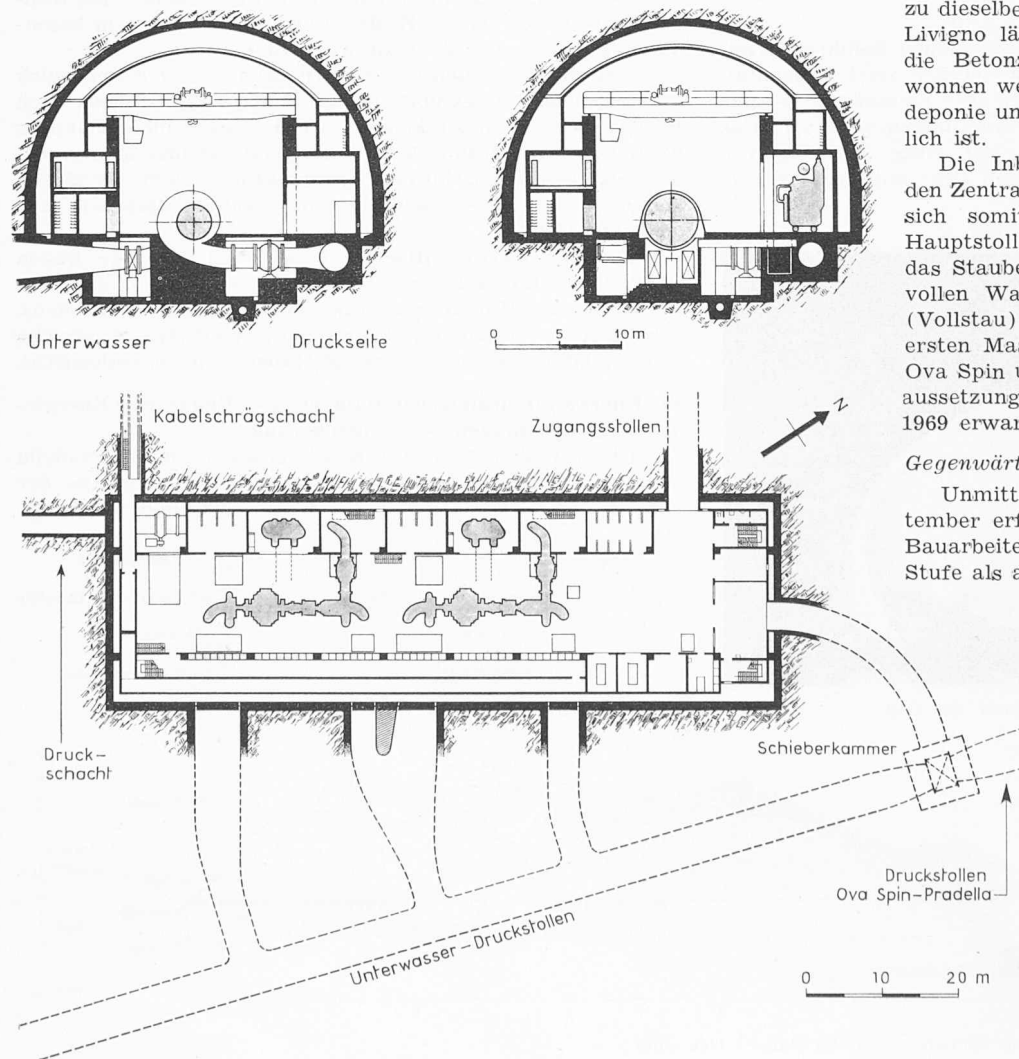 Unterwasser
Druckseite
0 5 10 m
Kabelschrägschacht
Zugangsstollen
N
Druck-
schacht
Schieberkammer
Druckstollen
Ova Spin-Pradella
Unterwasser-Druckstollen
0 10 20 m
zu dieselbe
Livigno lä
die Beton
wonnen we
deponie un
lich ist.
Die Inb
den Zentra
sich somi
Hauptstoll
das Staube
vollen Wa
(Vollstau)
ersten Ma
Ova Spin u
aussetzung
1969 erwar
Gegenwärt
Unmitt
tember erf
Bauarbeite
Stufe als a